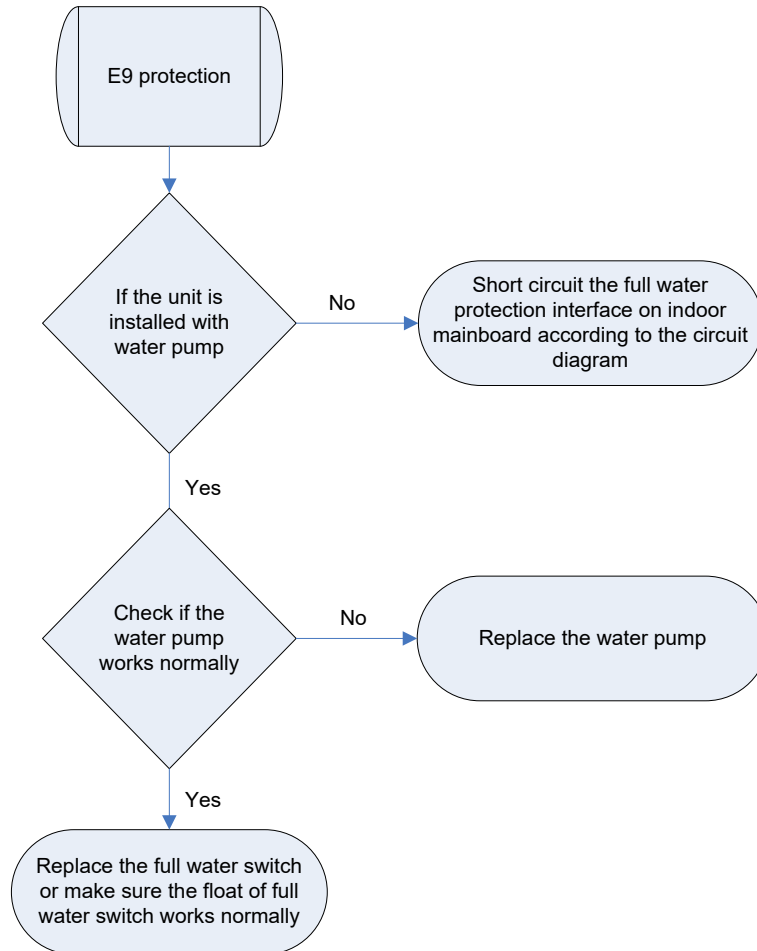 E9 protection
If the unit is
installed with
water pump
No
Short circuit the full water
protection interface on indoor
mainboard according to the circuit
diagram
Yes
Check if the
water pump
works normally
No
Replace the water pump
Yes
Replace the full water switch
or make sure the float of full
water switch works normally